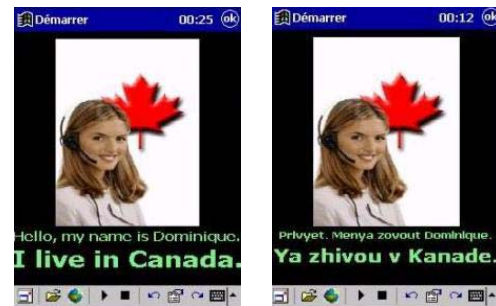 Démarrer 00:25 ok
Hello, my name is Dominique.
I live in Canada.
Démarrer 00:12 ok
Privyet. Menya zovout Dominique.
Ya zhivou v Kanade.